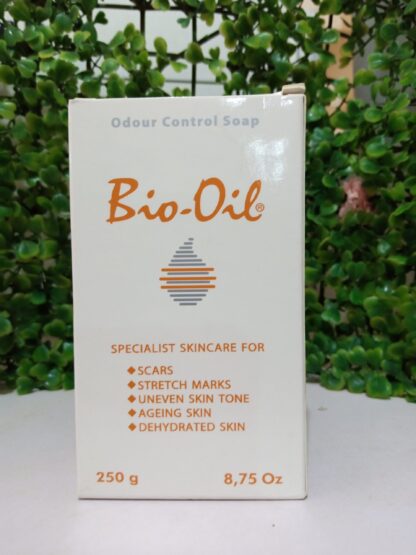 Odour Control Soap
Bio-Oil®
SPECIALIST SKINCARE FOR
◆SCARS
◆STRETCH MARKS
◆UNEVEN SKIN TONE
◆AGEING SKIN
◆DEHYDRATED SKIN
250 g 8,75 Oz